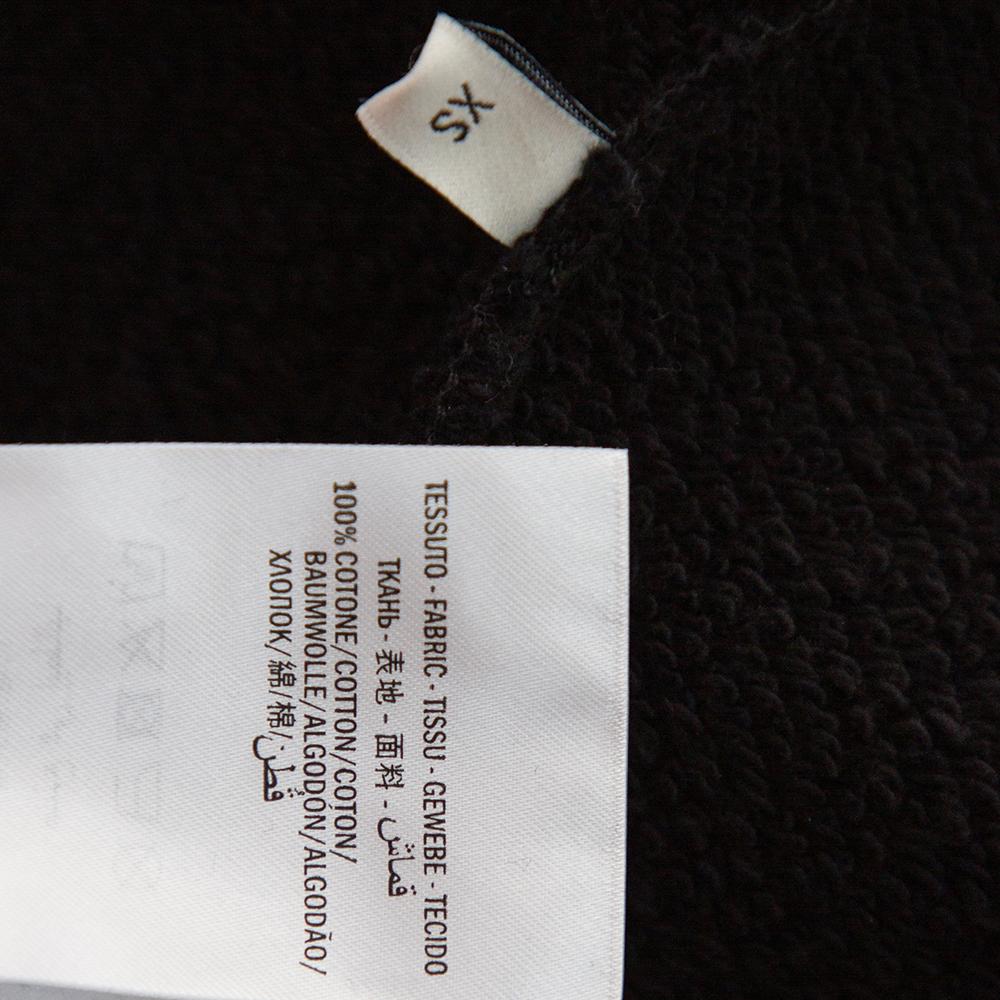 XS
TESSUTO - FABRIC - TISSU - GEWEBE - TECIDO
ТКАНЬ - 表地 - 面料 - قماش
100% COTONE/COTTON/COTON/
BAUMWOLLE/ALGODÓN/ALGODÃO/
ХЛОПОК/綿/棉/قطن